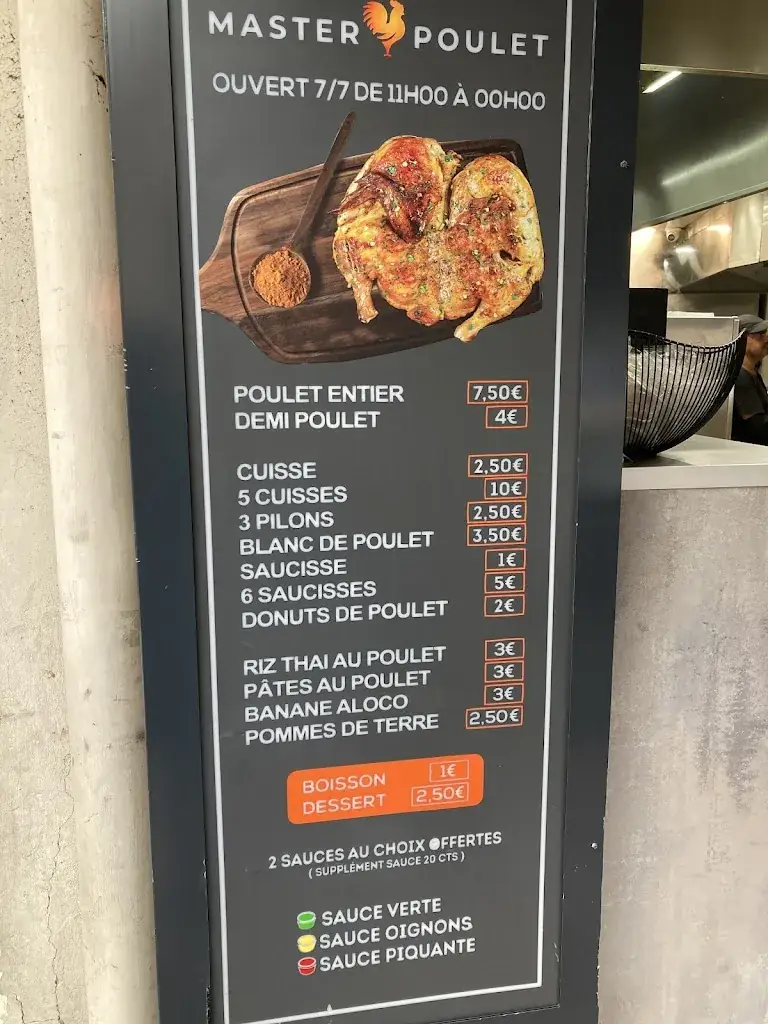 MASTER POULET
OUVERT 7/7 DE 11H00 À 00H00
POULET ENTIER 7,50€
DEMI POULET 4€
CUISSE 2,50€
5 CUISSES 10€
3 PILONS 2,50€
BLANC DE POULET 3,50€
SAUCISSE 1€
6 SAUCISSES 5€
DONUTS DE POULET 2€
RIZ THAI AU POULET 3€
PÂTES AU POULET 3€
BANANE ALOCO 3€
POMMES DE TERRE 2,50€
BOISSON 1€
DESSERT 2,50€
2 SAUCES AU CHOIX OFFERTES
( SUPPLÉMENT SAUCE 20 CTS )
SAUCE VERTE
SAUCE OIGNONS
SAUCE PIQUANTE